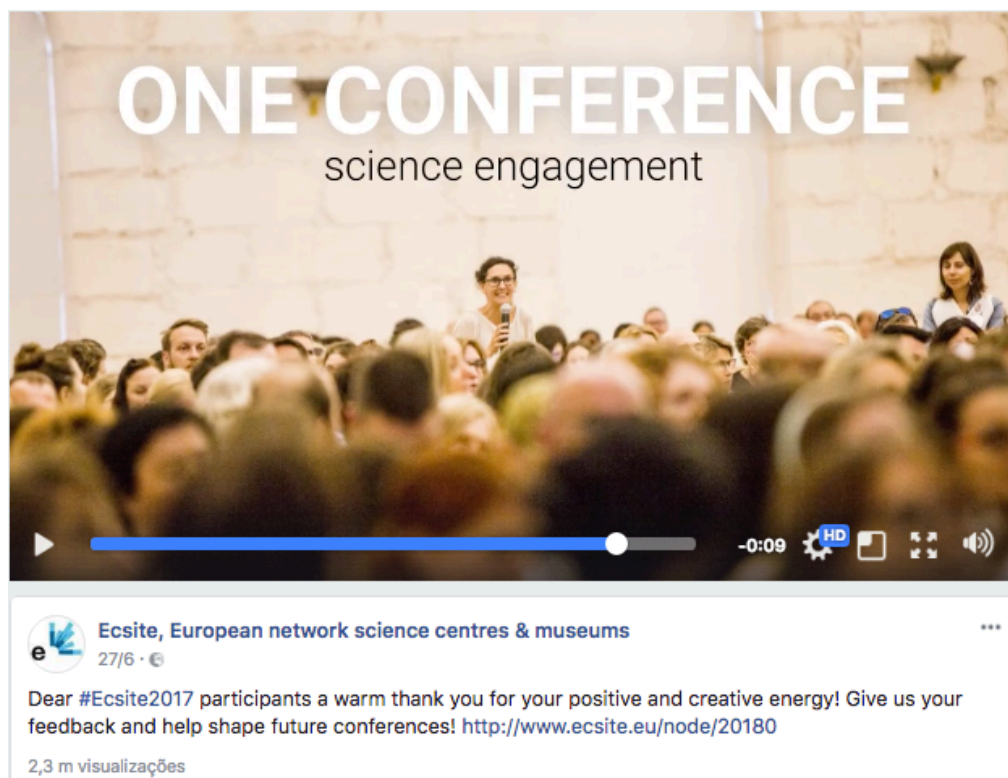 ONE CONFERENCE
science engagement
-0:09
HD
e
Ecsite, European network science centres & museums
27/6 ·
Dear #Ecsite2017 participants a warm thank you for your positive and creative energy! Give us your
feedback and help shape future conferences! http://www.ecsite.eu/node/20180
2,3 m visualizações